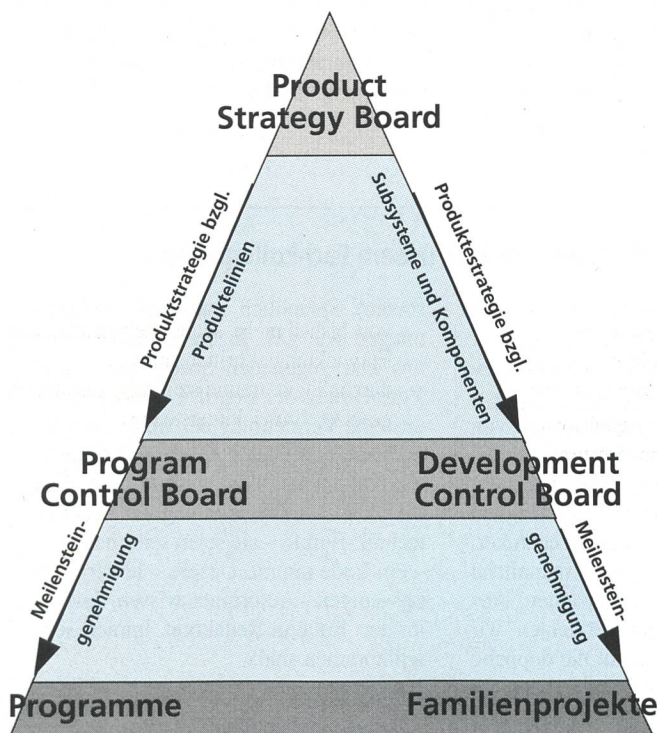 Product
Strategy Board
Produktstrategie bzgl.
Produktelinien
Subsysteme und Komponenten
Produktestrategie bzgl.
Program
Control Board
Development
Control Board
Meilenstein-
genehmigung
Meilenstein-
genehmigung
Programme
Familienprojekte